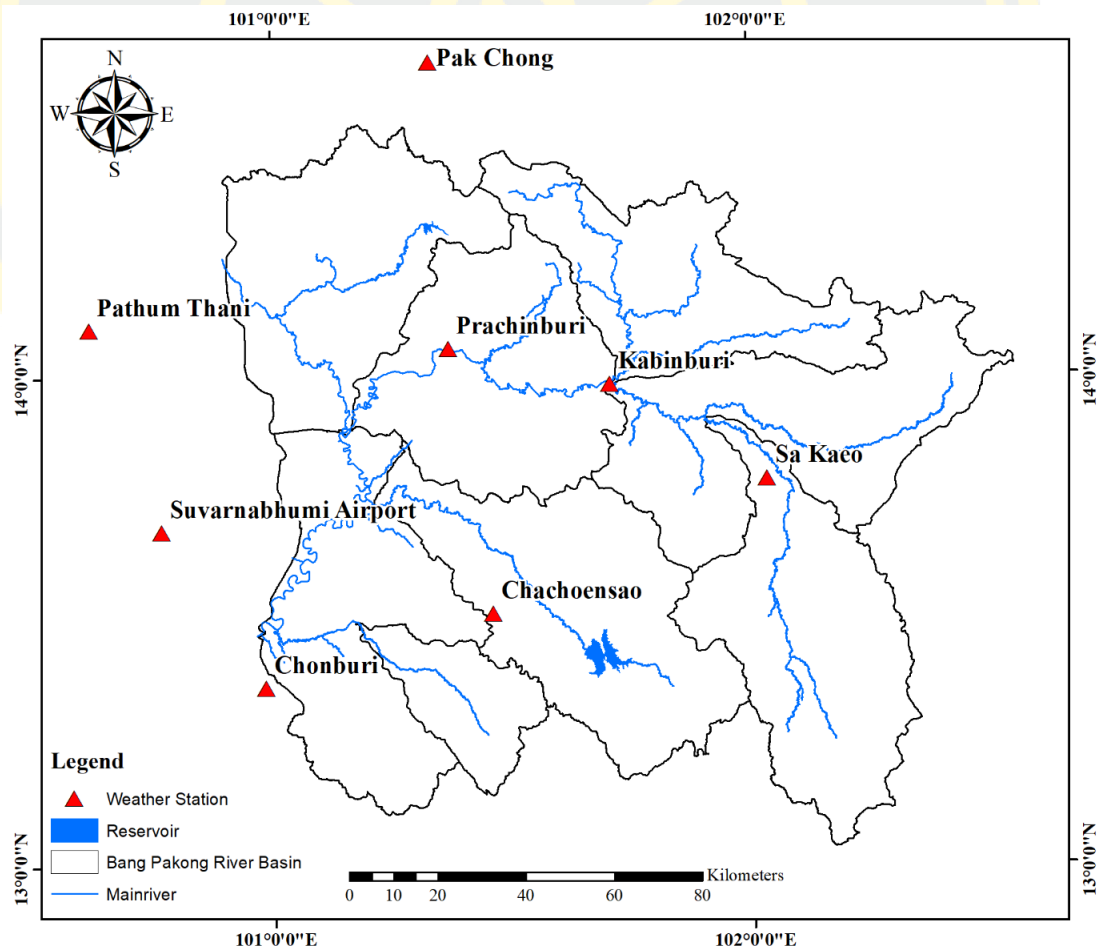 101°0'0"E
102°0'0"E
Pak Chong
N
W
E
S
Pathum Thani
Prachinburi
Kabinburi
14°0'0"N
14°0'0"N
Sa Kaeo
Suvarnabhumi Airport
Chachoensao
Chonburi
Legend
Weather Station
Reservoir
Bang Pakong River Basin
Mainriver
Kilometers
0 10 20 40 60 80
13°0'0"N
13°0'0"N
101°0'0"E
102°0'0"E